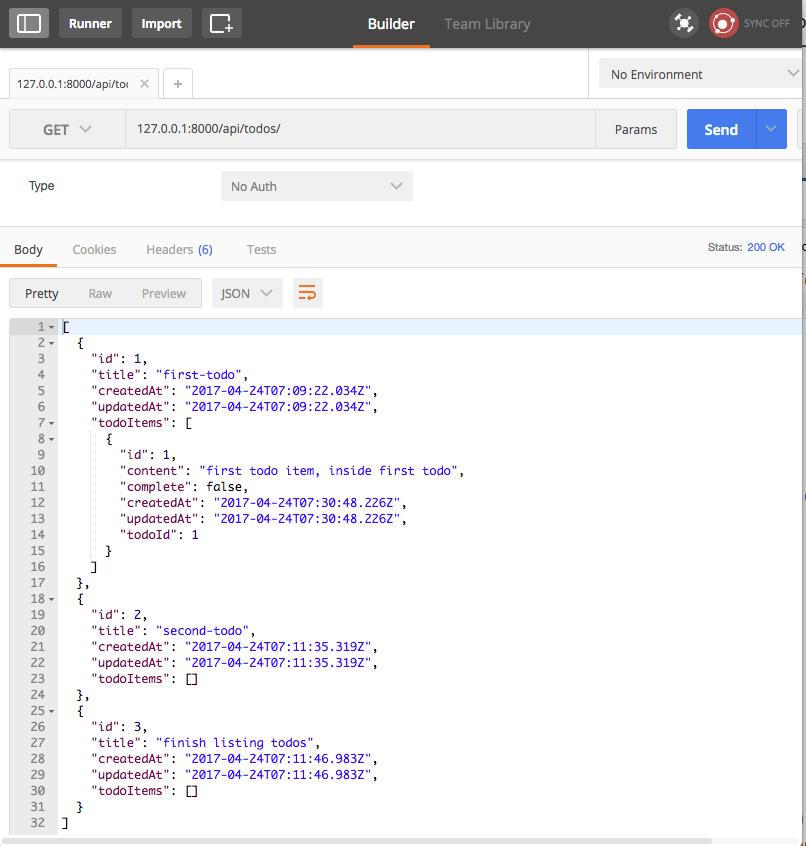 Runner Import Builder Team Library SYNC OFF
127.0.0.1:8000/api/to No Environment
GET 127.0.0.1:8000/api/todos/ Params Send
Type No Auth
Body Cookies Headers (6) Tests Status: 200 OK
Pretty Raw Preview JSON
1 [
2 {
3 "id": 1,
4 "title": "first-todo",
5 "createdAt": "2017-04-24T07:09:22.034Z",
6 "updatedAt": "2017-04-24T07:09:22.034Z",
7 "todoItems": [
8 {
9 "id": 1,
10 "content": "first todo item, inside first todo",
11 "complete": false,
12 "createdAt": "2017-04-24T07:30:48.226Z",
13 "updatedAt": "2017-04-24T07:30:48.226Z",
14 "todoId": 1
15 }
16 ]
17 },
18 {
19 "id": 2,
20 "title": "second-todo",
21 "createdAt": "2017-04-24T07:11:35.319Z",
22 "updatedAt": "2017-04-24T07:11:35.319Z",
23 "todoItems": []
24 },
25 {
26 "id": 3,
27 "title": "finish listing todos",
28 "createdAt": "2017-04-24T07:11:46.983Z",
29 "updatedAt": "2017-04-24T07:11:46.983Z",
30 "todoItems": []
31 }
32 ]